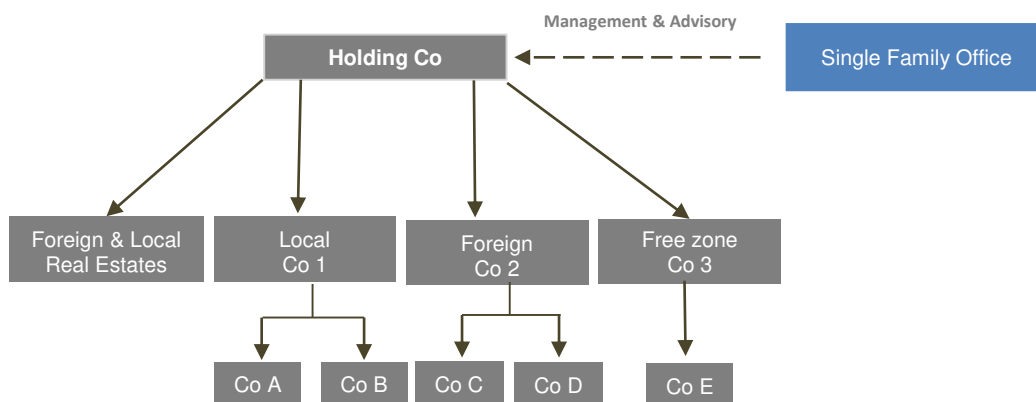 Management & Advisory
Holding Co
Single Family Office
Foreign & Local
Real Estates
Local
Co 1
Foreign
Co 2
Free zone
Co 3
Co A
Co B
Co C
Co D
Co E